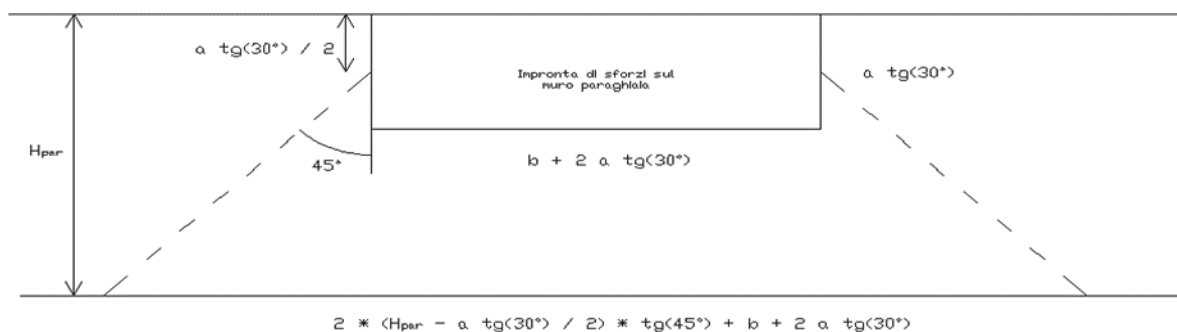 a tg(30°) / 2
Impronta di sforzi sul
muro paraghiaia
a tg(30°)
Hpar
45°
b + 2 a tg(30°)
2 * (Hpar - a tg(30°) / 2) * tg(45°) + b + 2 a tg(30°)